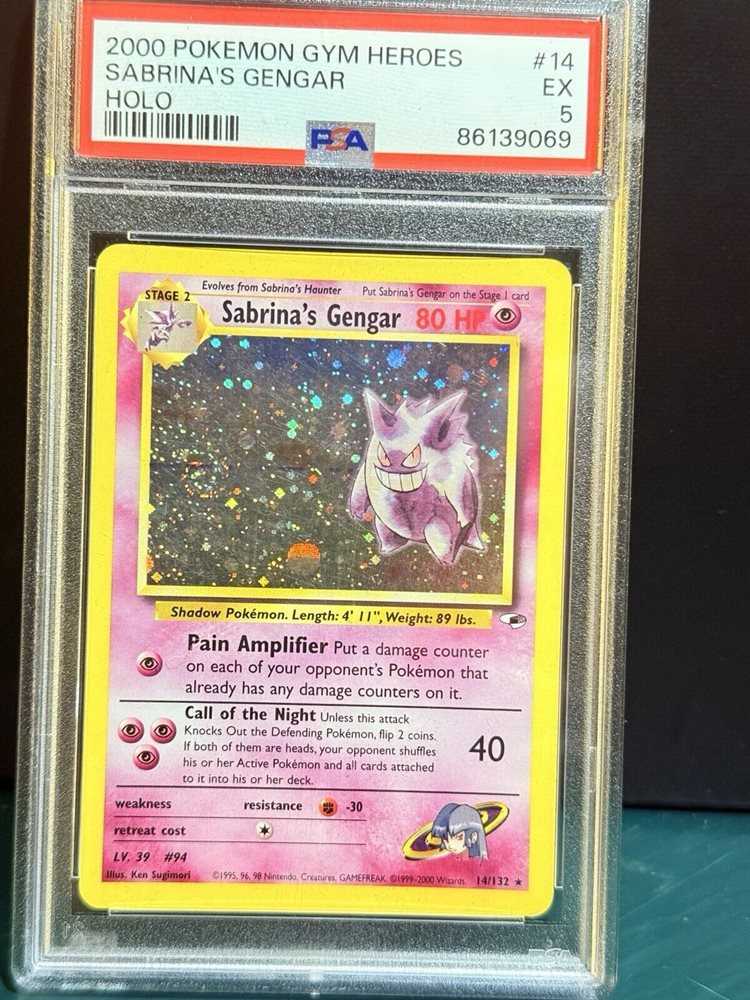 2000 POKEMON GYM HEROES #14
SABRINA'S GENGAR EX
HOLO 5
PSA 86139069
Evolves from Sabrina's Haunter Put Sabrina's Gengar on the Stage 1 card
STAGE 2
Sabrina's Gengar 80 HP
Shadow Pokémon. Length: 4' 11", Weight: 89 lbs.
Pain Amplifier Put a damage counter
on each of your opponent's Pokémon that
already has any damage counters on it.
Call of the Night Unless this attack
Knocks Out the Defending Pokémon, flip 2 coins.
If both of them are heads, your opponent shuffles
his or her Active Pokémon and all cards attached
to it into his or her deck.
40
weakness resistance -30
retreat cost
LV. 39 #94
Illus. Ken Sugimori ©1995, 96, 98 Nintendo, Creatures, GAMEFREAK. ©1999-2000 Wizards. 14/132 ★